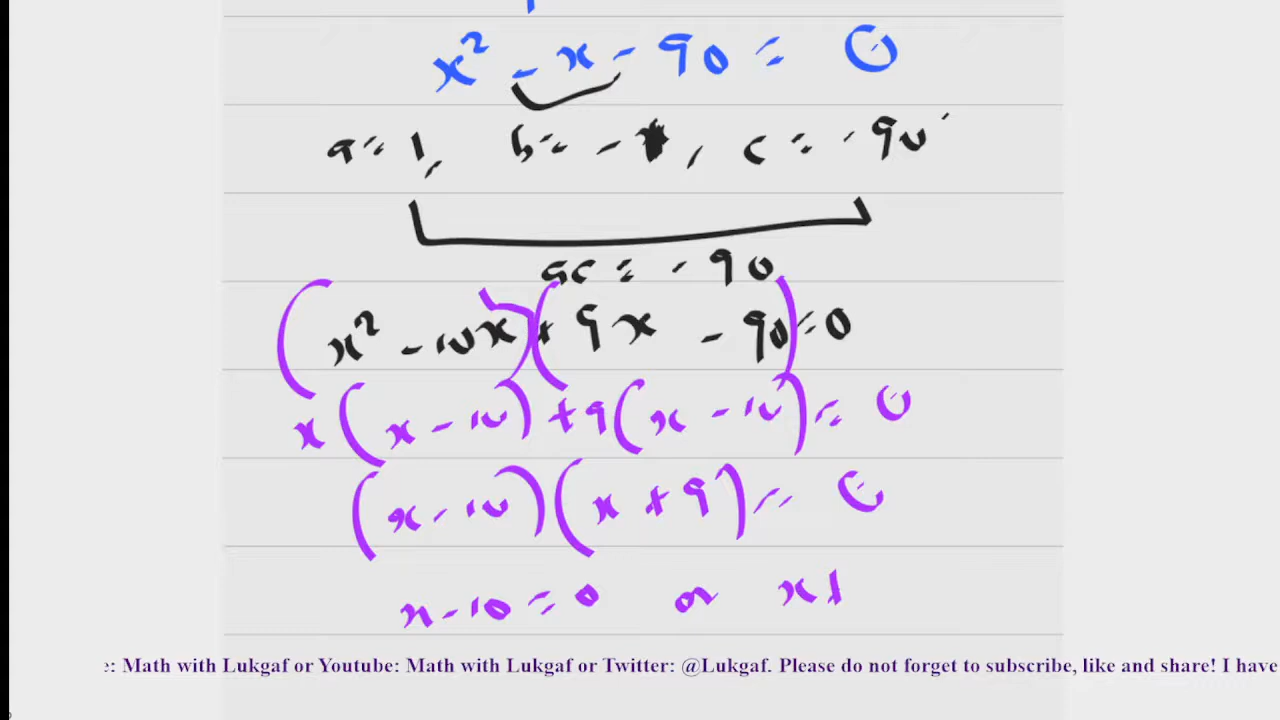 x² - x - 90 = 0
a = 1, b = -1, c = -90
ac = -90
(x² - 10x) + (9x - 90) = 0
x(x - 10) + 9(x - 10) = 0
(x - 10)(x + 9) = 0
x - 10 = 0 or x +
: Math with Lukgaf or Youtube: Math with Lukgaf or Twitter: @Lukgaf. Please do not forget to subscribe, like and share! I have